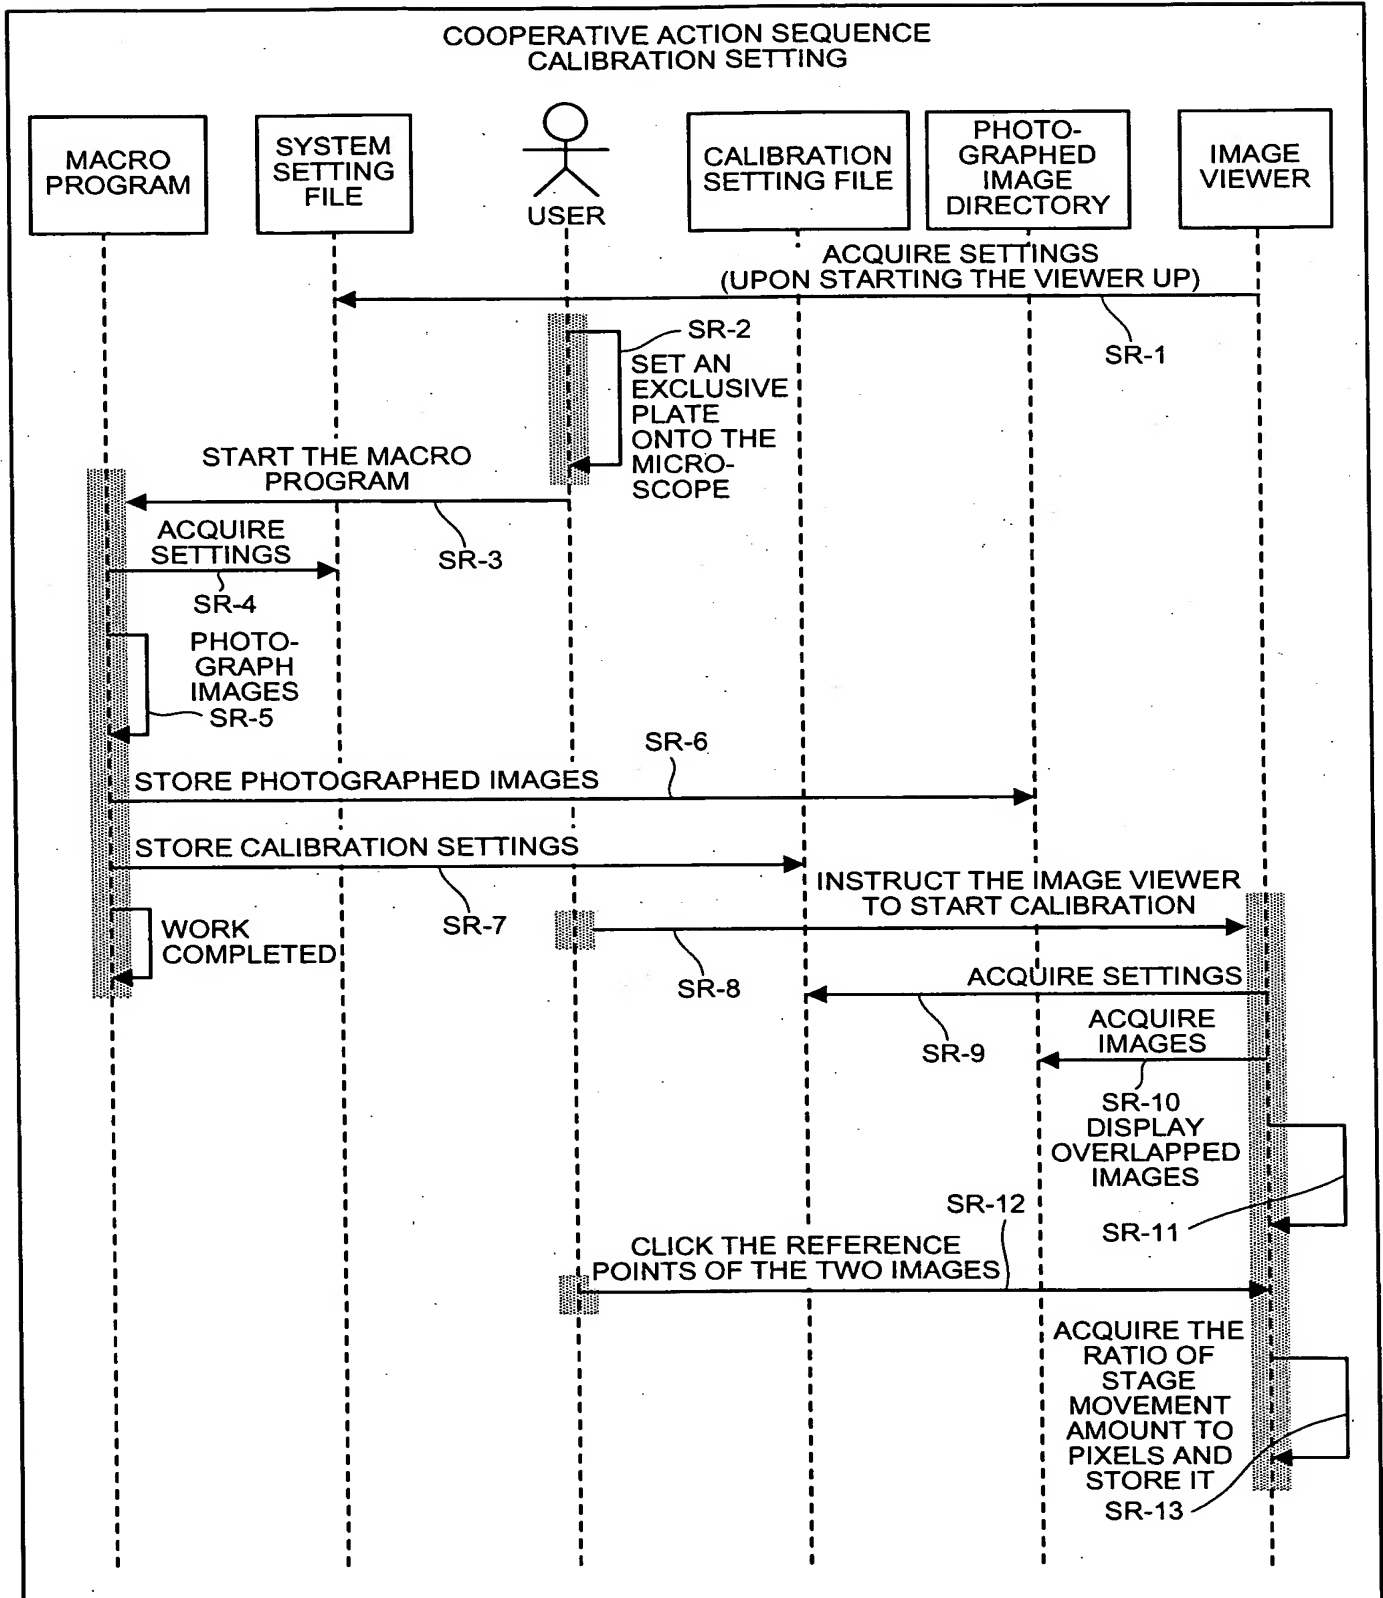 COOPERATIVE ACTION SEQUENCE
CALIBRATION SETTING
MACRO
PROGRAM
SYSTEM
SETTING
FILE
USER
CALIBRATION
SETTING FILE
PHOTO-
GRAPHED
IMAGE
DIRECTORY
IMAGE
VIEWER
ACQUIRE SETTINGS
(UPON STARTING THE VIEWER UP)
SR-1
SR-2
SET AN
EXCLUSIVE
PLATE
ONTO THE
MICRO-
SCOPE
START THE MACRO
PROGRAM
SR-3
ACQUIRE
SETTINGS
SR-4
PHOTO-
GRAPH
IMAGES
SR-5
SR-6
STORE PHOTOGRAPHED IMAGES
STORE CALIBRATION SETTINGS
SR-7
WORK
COMPLETED
INSTRUCT THE IMAGE VIEWER
TO START CALIBRATION
SR-8
ACQUIRE SETTINGS
SR-9
ACQUIRE
IMAGES
SR-10
DISPLAY
OVERLAPPED
IMAGES
SR-11
SR-12
CLICK THE REFERENCE
POINTS OF THE TWO IMAGES
ACQUIRE THE
RATIO OF
STAGE
MOVEMENT
AMOUNT TO
PIXELS AND
STORE IT
SR-13